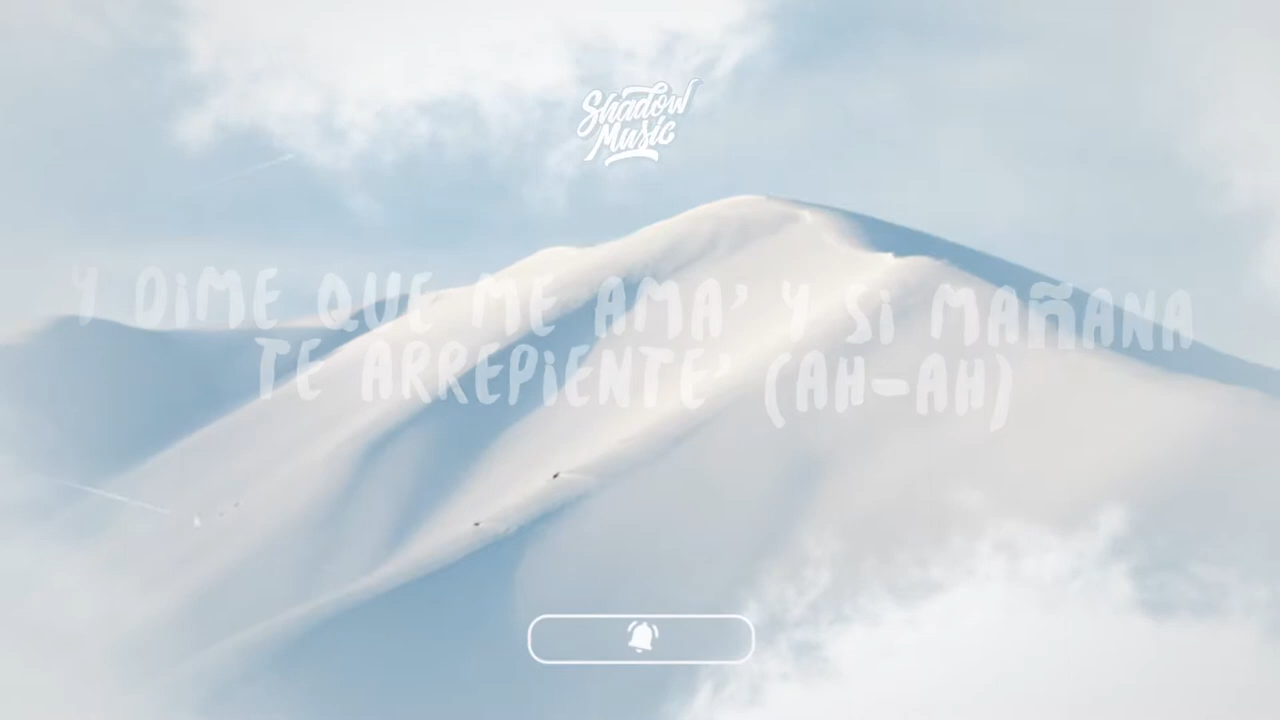 Shadow
Music
Y DiME QUE ME AMA' Y Si MAÑANA
TE ARREPiENTE' (AH-AH)